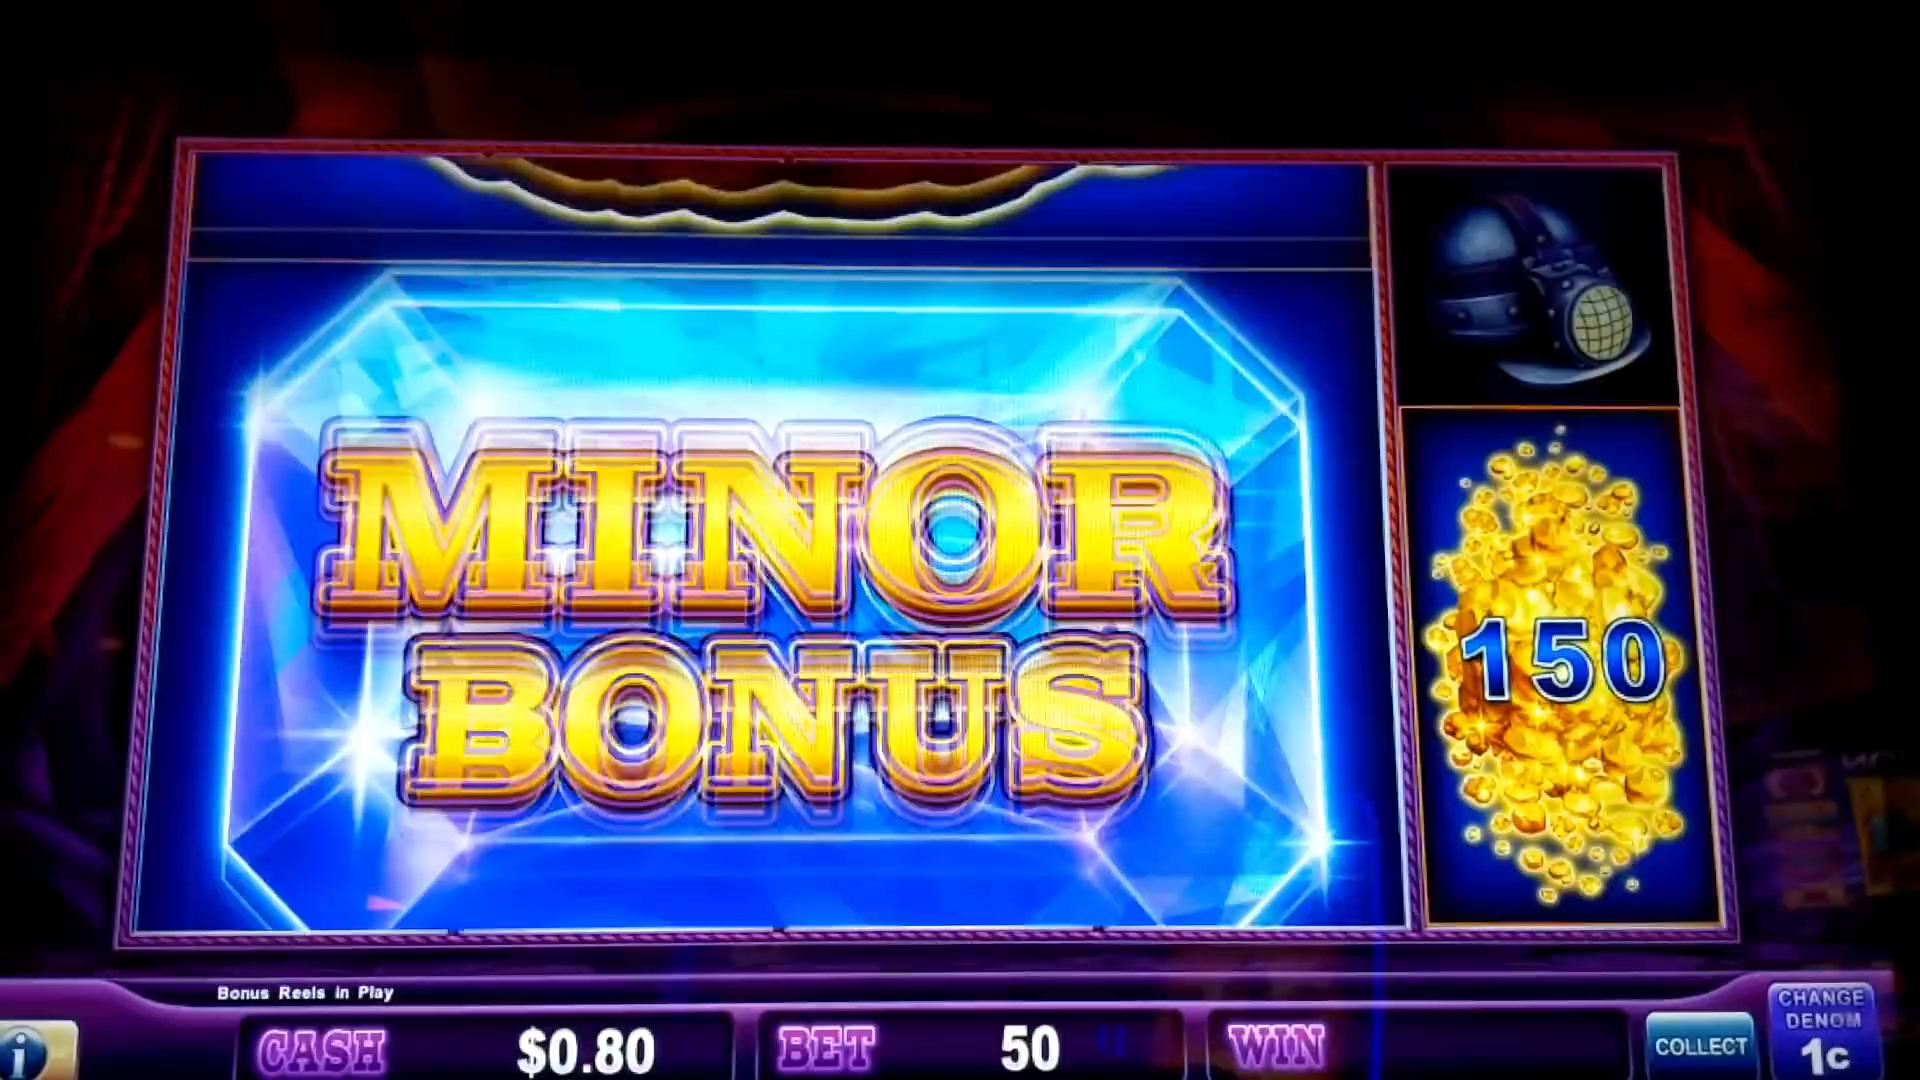 MINOR
BONUS
150
Bonus Reels in Play
CASH $0.80 BET 50 WIN
COLLECT
CHANGE
DENOM
1c
i